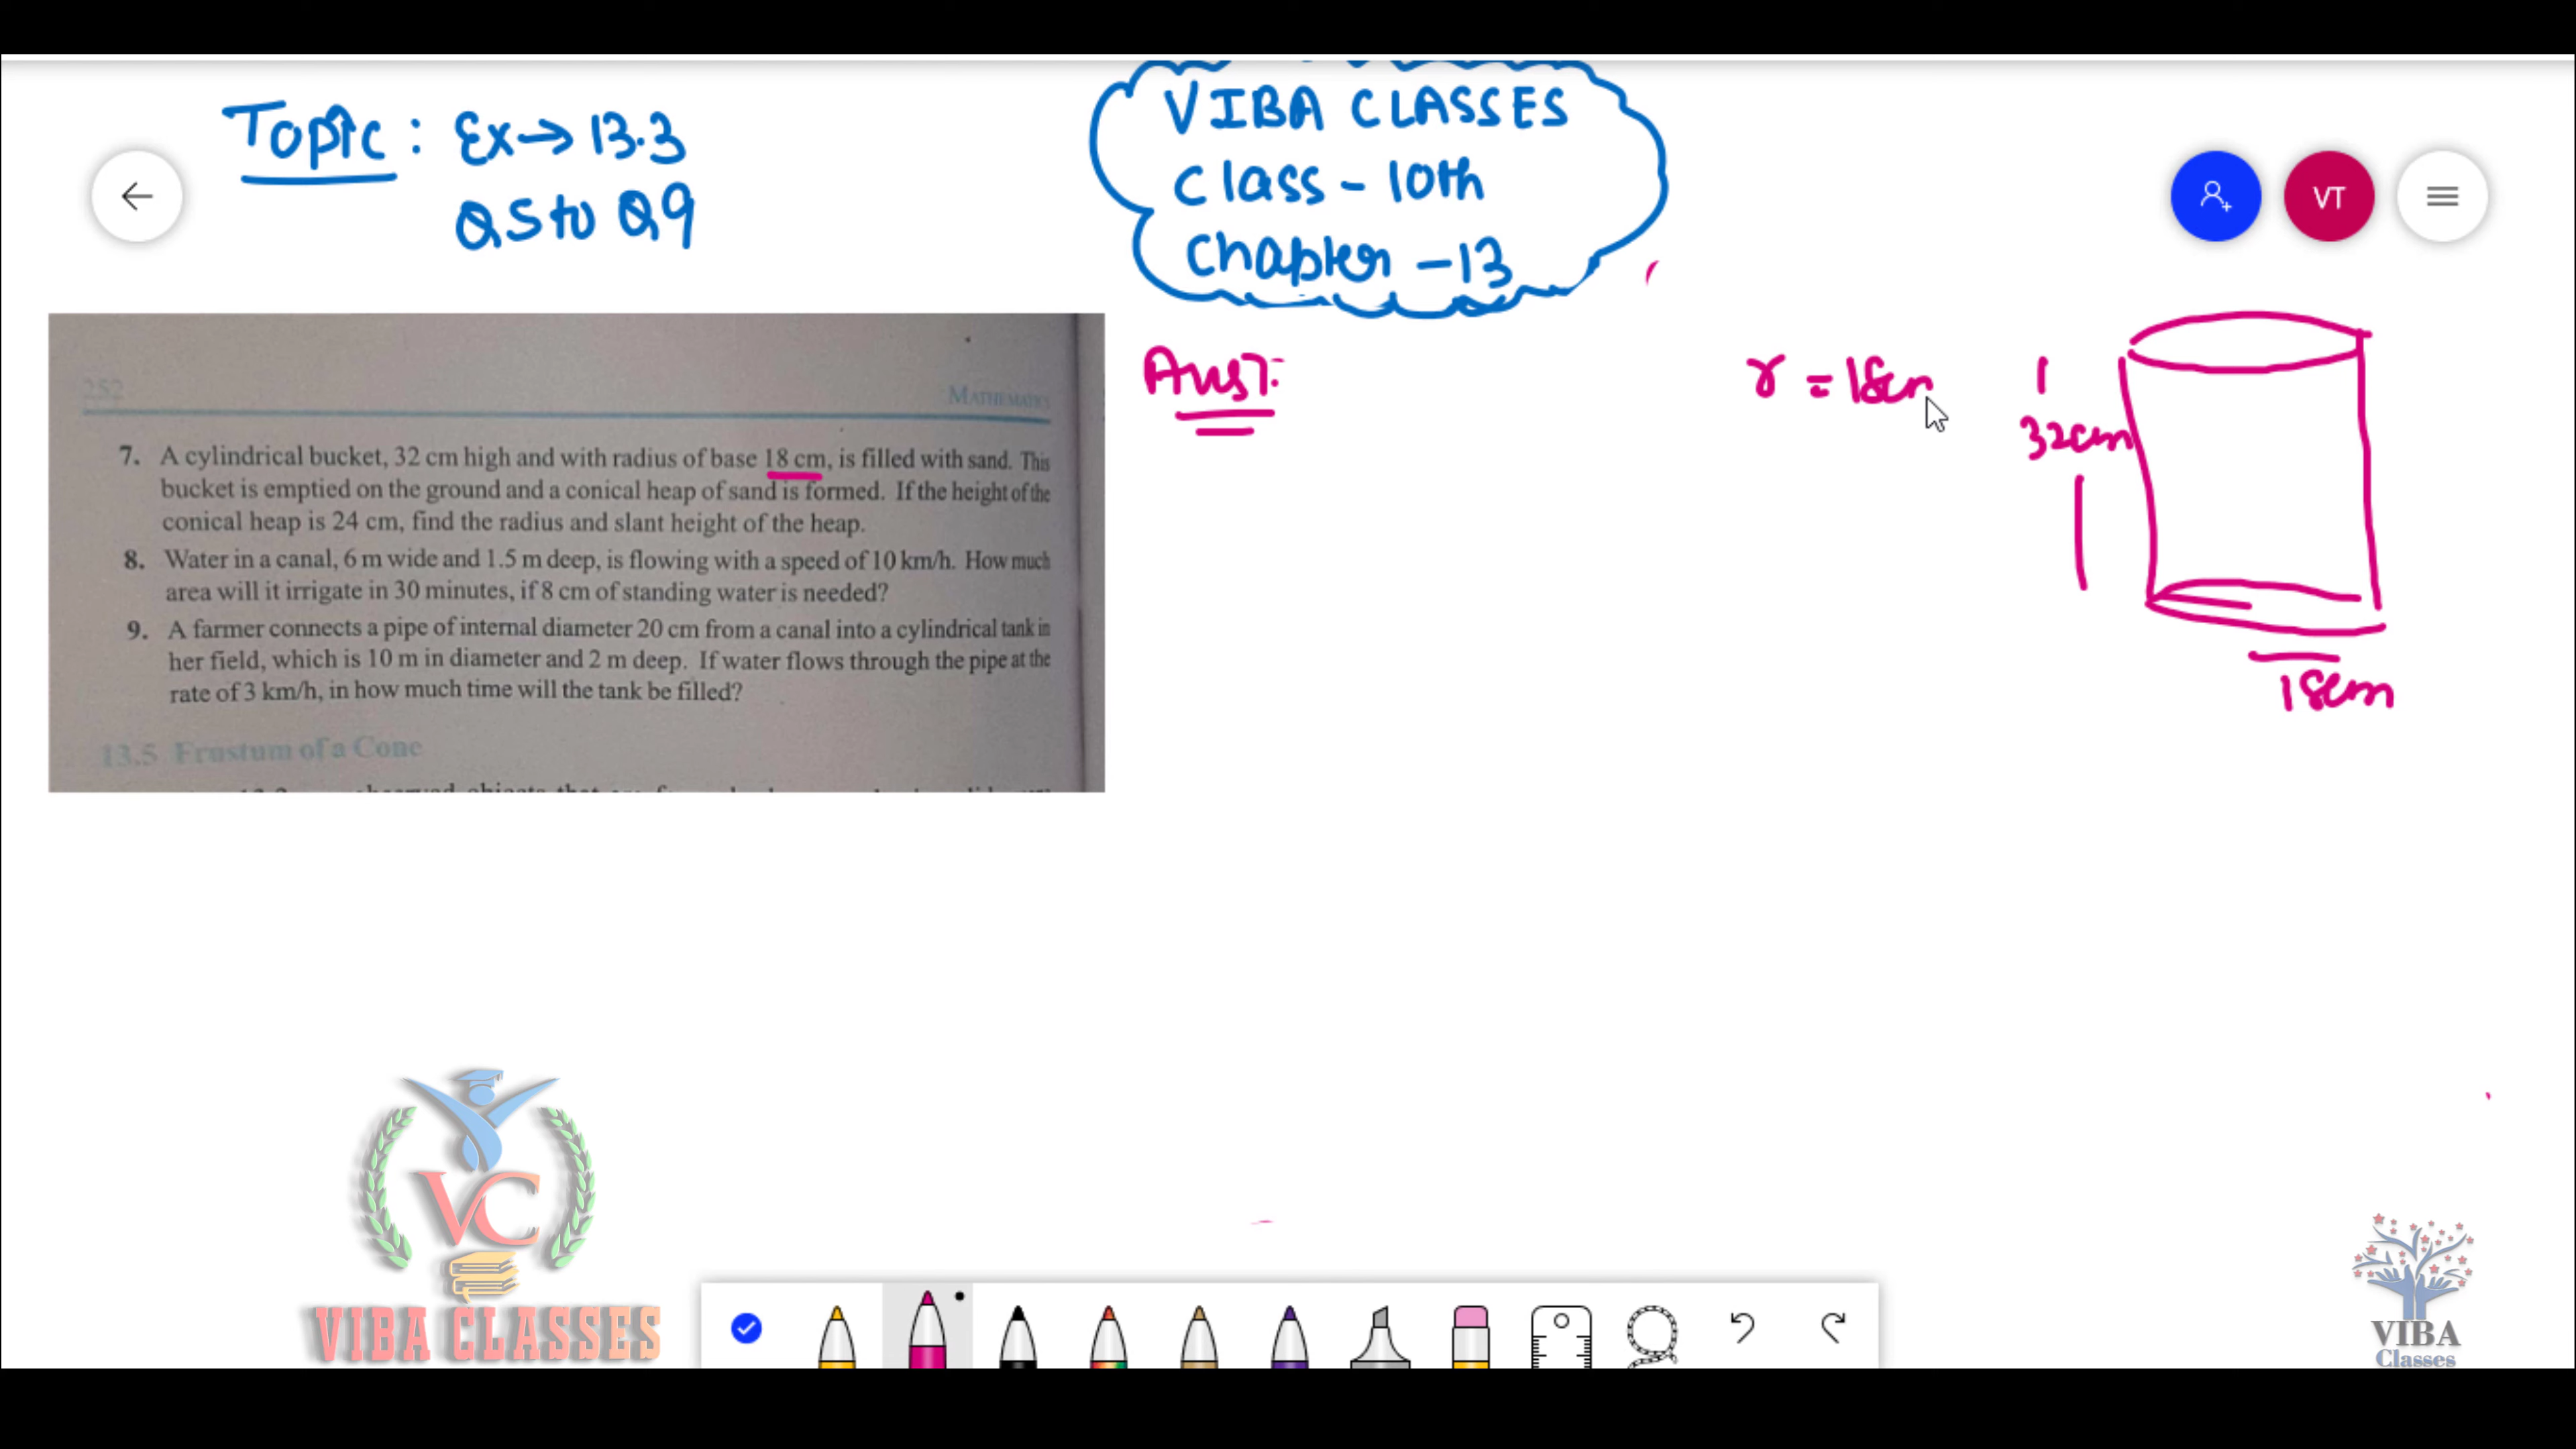 Topic : Ex→ 13.3
Q5 to Q9
VIBA CLASSES
Class - 10th
Chapter - 13
VT
252
MATHEMATICS
7. A cylindrical bucket, 32 cm high and with radius of base 18 cm, is filled with sand. This
bucket is emptied on the ground and a conical heap of sand is formed. If the height of the
conical heap is 24 cm, find the radius and slant height of the heap.
8. Water in a canal, 6 m wide and 1.5 m deep, is flowing with a speed of 10 km/h. How much
area will it irrigate in 30 minutes, if 8 cm of standing water is needed?
9. A farmer connects a pipe of internal diameter 20 cm from a canal into a cylindrical tank in
her field, which is 10 m in diameter and 2 m deep. If water flows through the pipe at the
rate of 3 km/h, in how much time will the tank be filled?
13.5 Frustum of a Cone
Ans7:
r = 18cm
32cm
18cm
VC
VIBA CLASSES
VIBA
Classes